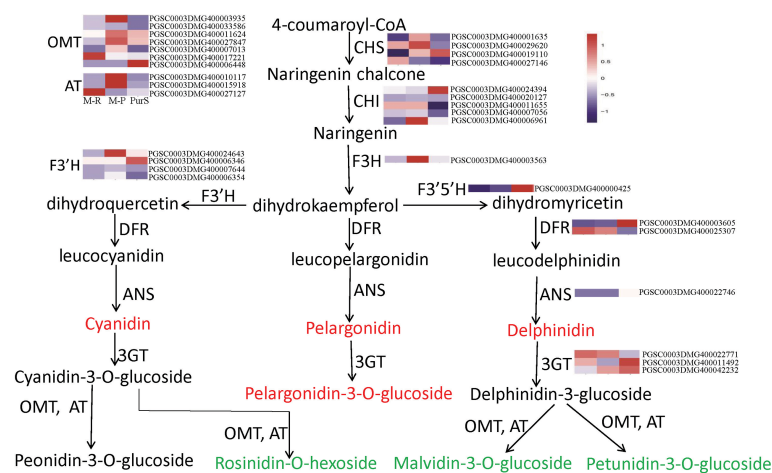 4-coumaroyl-CoA
OMT
PGSC0003DMG400003935
PGSC0003DMG400033586
PGSC0003DMG400011624
PGSC0003DMG400027847
PGSC0003DMG400007013
PGSC0003DMG400017221
PGSC0003DMG400006448
AT
PGSC0003DMG400010117
PGSC0003DMG400015918
PGSC0003DMG400027127
M-R M-P PurS
CHS
PGSC0003DMG400001635
PGSC0003DMG400029620
PGSC0003DMG400019110
PGSC0003DMG400027146
1
0.5
0
-0.5
-1
Naringenin chalcone
CHI
PGSC0003DMG400024394
PGSC0003DMG400020127
PGSC0003DMG400011655
PGSC0003DMG400007056
PGSC0003DMG400006961
Naringenin
F3H
PGSC0003DMG400003563
F3'H
PGSC0003DMG400024643
PGSC0003DMG400006346
PGSC0003DMG400007644
PGSC0003DMG400006354
F3'5'H
PGSC0003DMG400000425
dihydroquercetin
F3'H
dihydrokaempferol
dihydromyricetin
DFR
DFR
DFR
PGSC0003DMG400003605
PGSC0003DMG400025307
leucocyanidin
leucopelargonidin
leucodelphinidin
ANS
ANS
ANS
PGSC0003DMG400022746
Cyanidin
Pelargonidin
Delphinidin
3GT
3GT
3GT
PGSC0003DMG400022771
PGSC0003DMG400011492
PGSC0003DMG400042232
Cyanidin-3-O-glucoside
Pelargonidin-3-O-glucoside
Delphinidin-3-glucoside
OMT, AT
OMT, AT
OMT, AT
OMT, AT
Peonidin-3-O-glucoside
Rosinidin-O-hexoside
Malvidin-3-O-glucoside
Petunidin-3-O-glucoside